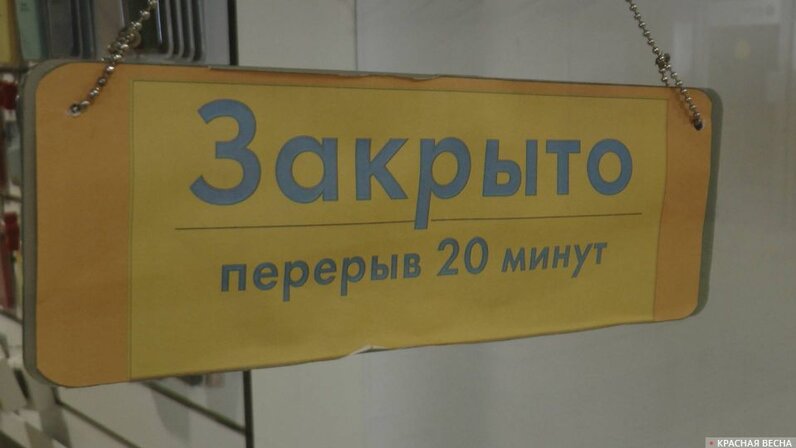 Закрыто
перерыв 20 минут
КРАСНАЯ ВЕСНА